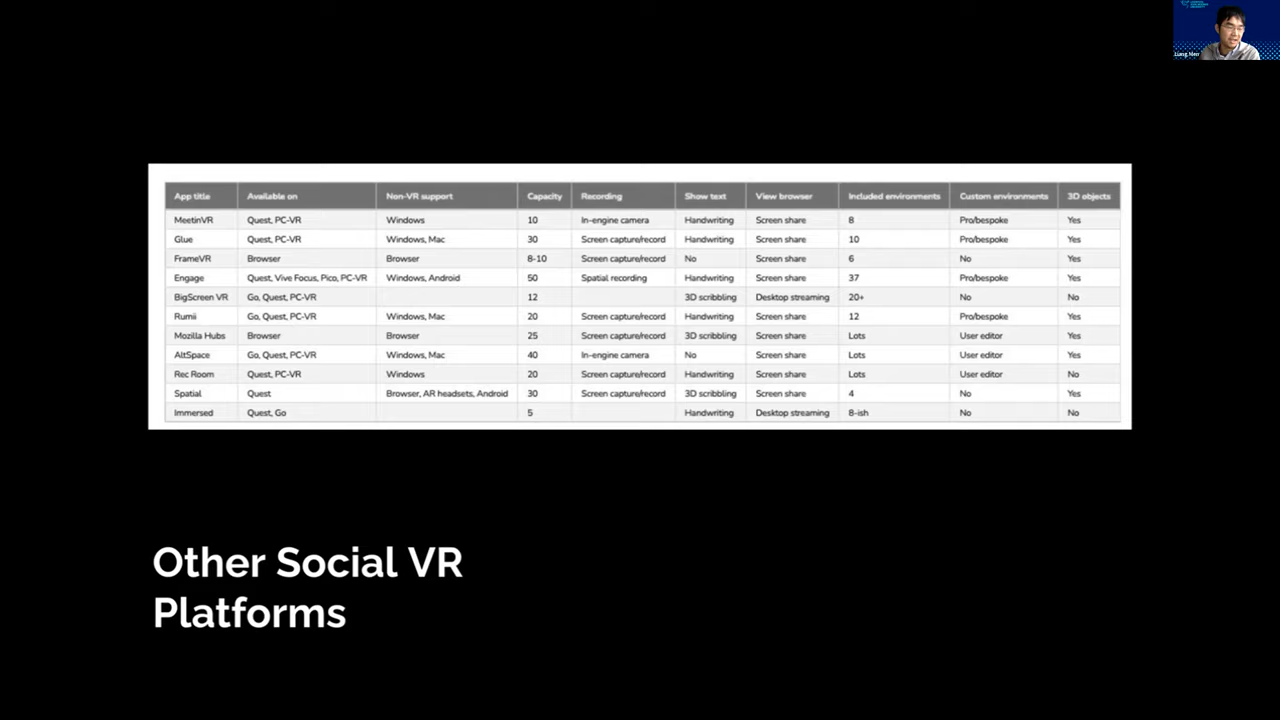 Liang Men
App title Available on Non-VR support Capacity Recording Show text View browser Included environments Custom environments 3D objects
MeetinVR Quest, PC-VR Windows 10 In-engine camera Handwriting Screen share 8 Pro/bespoke Yes
Glue Quest, PC-VR Windows, Mac 30 Screen capture/record Handwriting Screen share 10 Pro/bespoke Yes
FrameVR Browser Browser 8-10 Screen capture/record No Screen share 6 No Yes
Engage Quest, Vive Focus, Pico, PC-VR Windows, Android 50 Spatial recording Handwriting Screen share 37 Pro/bespoke Yes
BigScreen VR Go, Quest, PC-VR 12 3D scribbling Desktop streaming 20+ No No
Rumii Go, Quest, PC-VR Windows, Mac 20 Screen capture/record Handwriting Screen share 12 Pro/bespoke Yes
Mozilla Hubs Browser Browser 25 Screen capture/record 3D scribbling Screen share Lots User editor Yes
AltSpace Go, Quest, PC-VR Windows, Mac 40 In-engine camera No Screen share Lots User editor Yes
Rec Room Quest, PC-VR Windows 20 Screen capture/record Handwriting Screen share Lots User editor No
Spatial Quest Browser, AR headsets, Android 30 Screen capture/record 3D scribbling Screen share 4 No Yes
Immersed Quest, Go 5 Handwriting Desktop streaming 8-ish No No
Other Social VR
Platforms